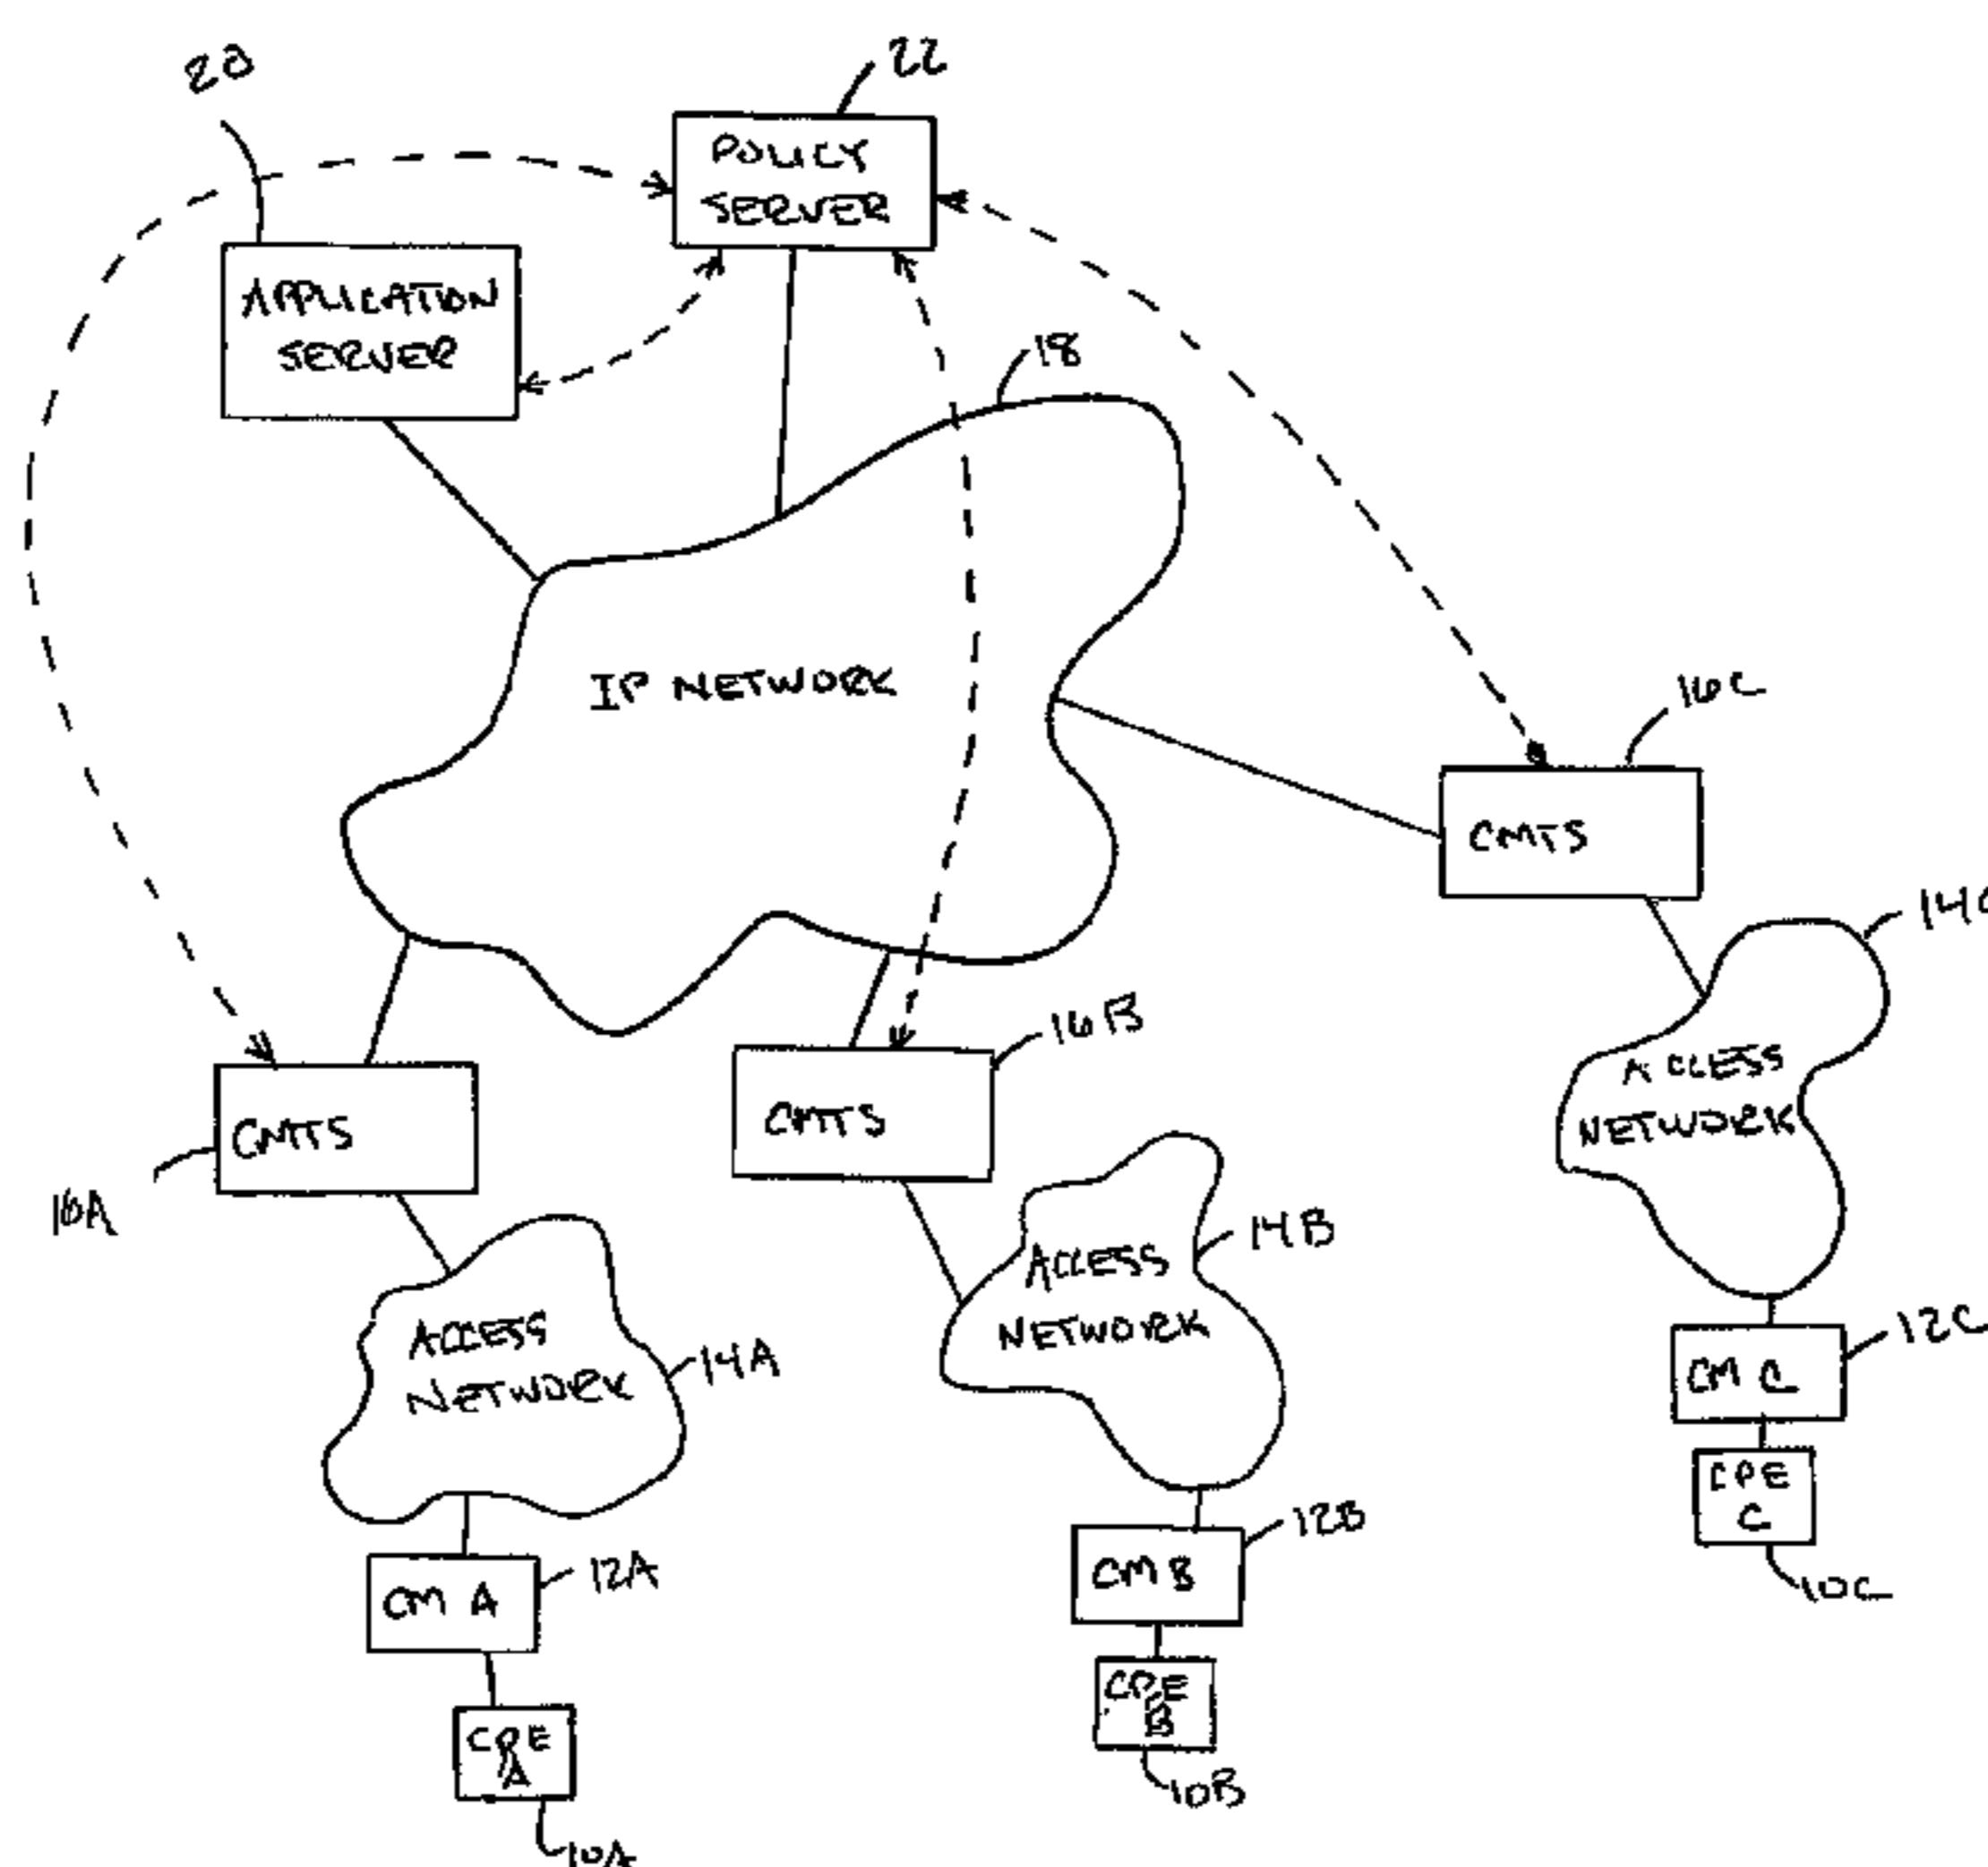 20
22
POLICY
SERVER
APPLICATION
SERVER
18
IP NETWORK
16C
CMTS
14C
16B
CMTS
CMTS
16A
ACCESS
NETWORK
14B
ACCESS
NETWORK
ACCESS
NETWORK
14A
12C
CM C
CPE
C
10C
12B
CM B
CPE
B
10B
12A
CM A
CPE
A
10A